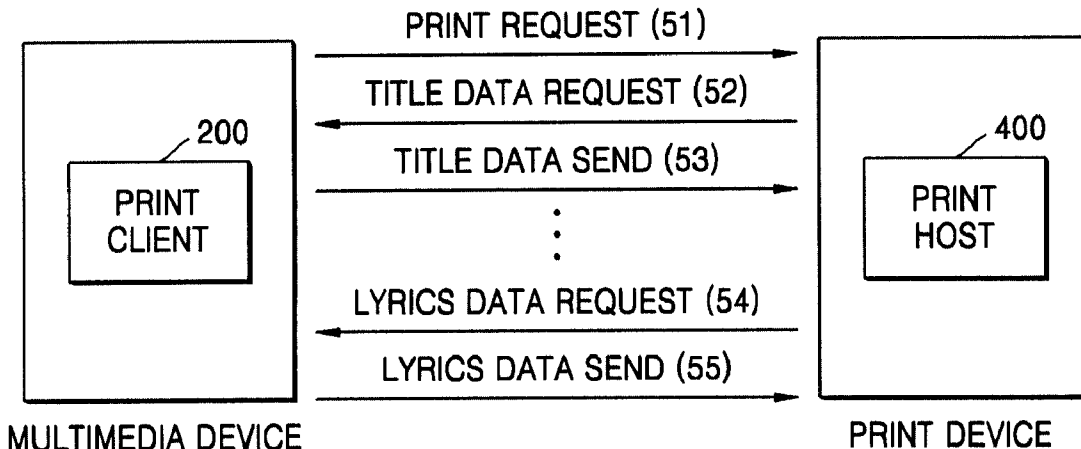 PRINT REQUEST (51)
TITLE DATA REQUEST (52)
200
400
TITLE DATA SEND (53)
PRINT
CLIENT
PRINT
HOST
LYRICS DATA REQUEST (54)
LYRICS DATA SEND (55)
MULTIMEDIA DEVICE
PRINT DEVICE